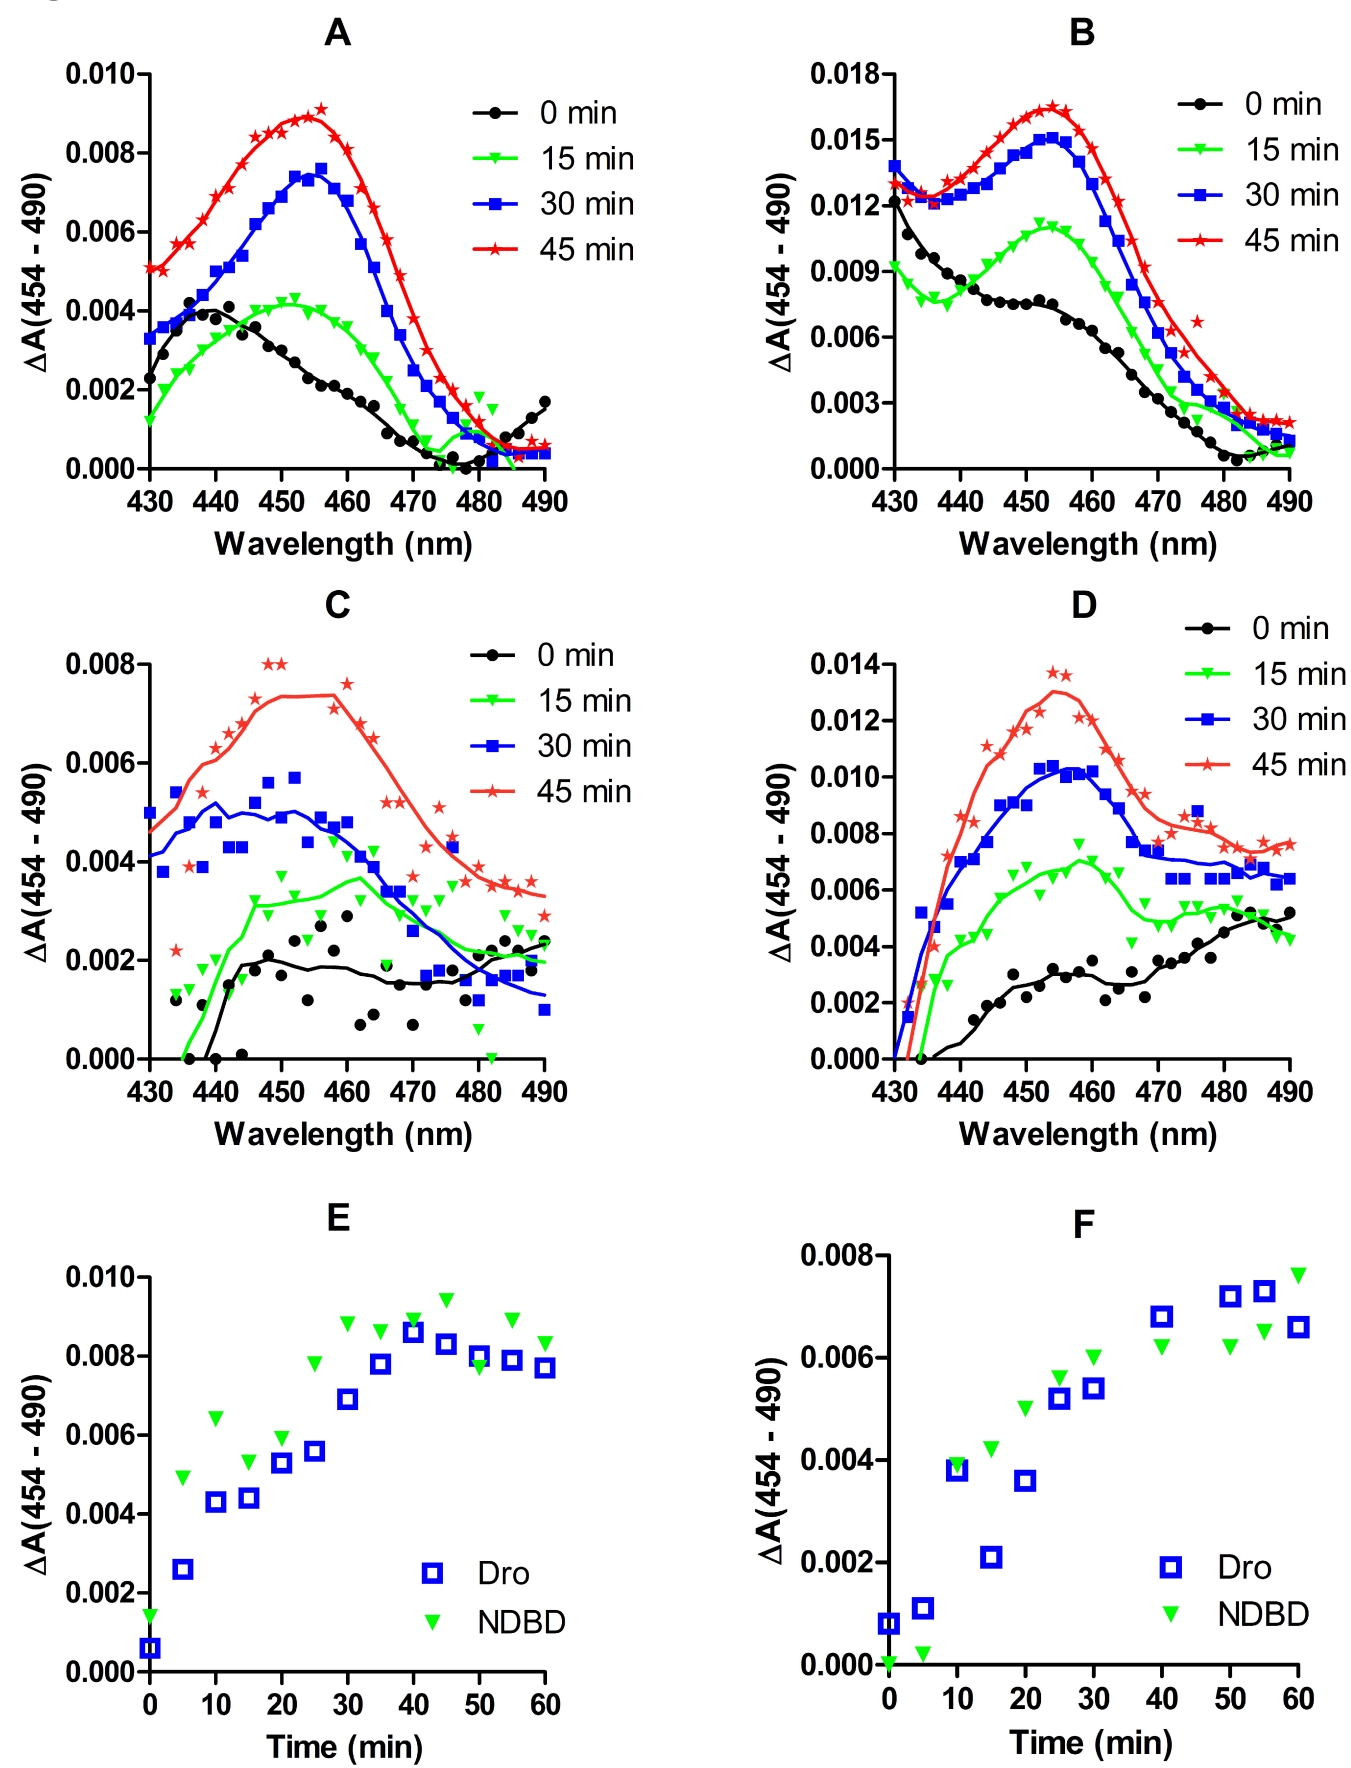 A
0.010
0.008
0.006
0.004
0.002
0.000
ΔA(454 - 490)
430 440 450 460 470 480 490
Wavelength (nm)
0 min
15 min
30 min
45 min
B
0.018
0.015
0.012
0.009
0.006
0.003
0.000
ΔA(454 - 490)
430 440 450 460 470 480 490
Wavelength (nm)
0 min
15 min
30 min
45 min
C
0.008
0.006
0.004
0.002
0.000
ΔA(454 - 490)
430 440 450 460 470 480 490
Wavelength (nm)
0 min
15 min
30 min
45 min
D
0.014
0.012
0.010
0.008
0.006
0.004
0.002
0.000
ΔA(454 - 490)
430 440 450 460 470 480 490
Wavelength (nm)
0 min
15 min
30 min
45 min
E
0.010
0.008
0.006
0.004
0.002
0.000
ΔA(454 - 490)
0 10 20 30 40 50 60
Time (min)
Dro
NDBD
F
0.008
0.006
0.004
0.002
0.000
ΔA(454 - 490)
0 10 20 30 40 50 60
Time (min)
Dro
NDBD